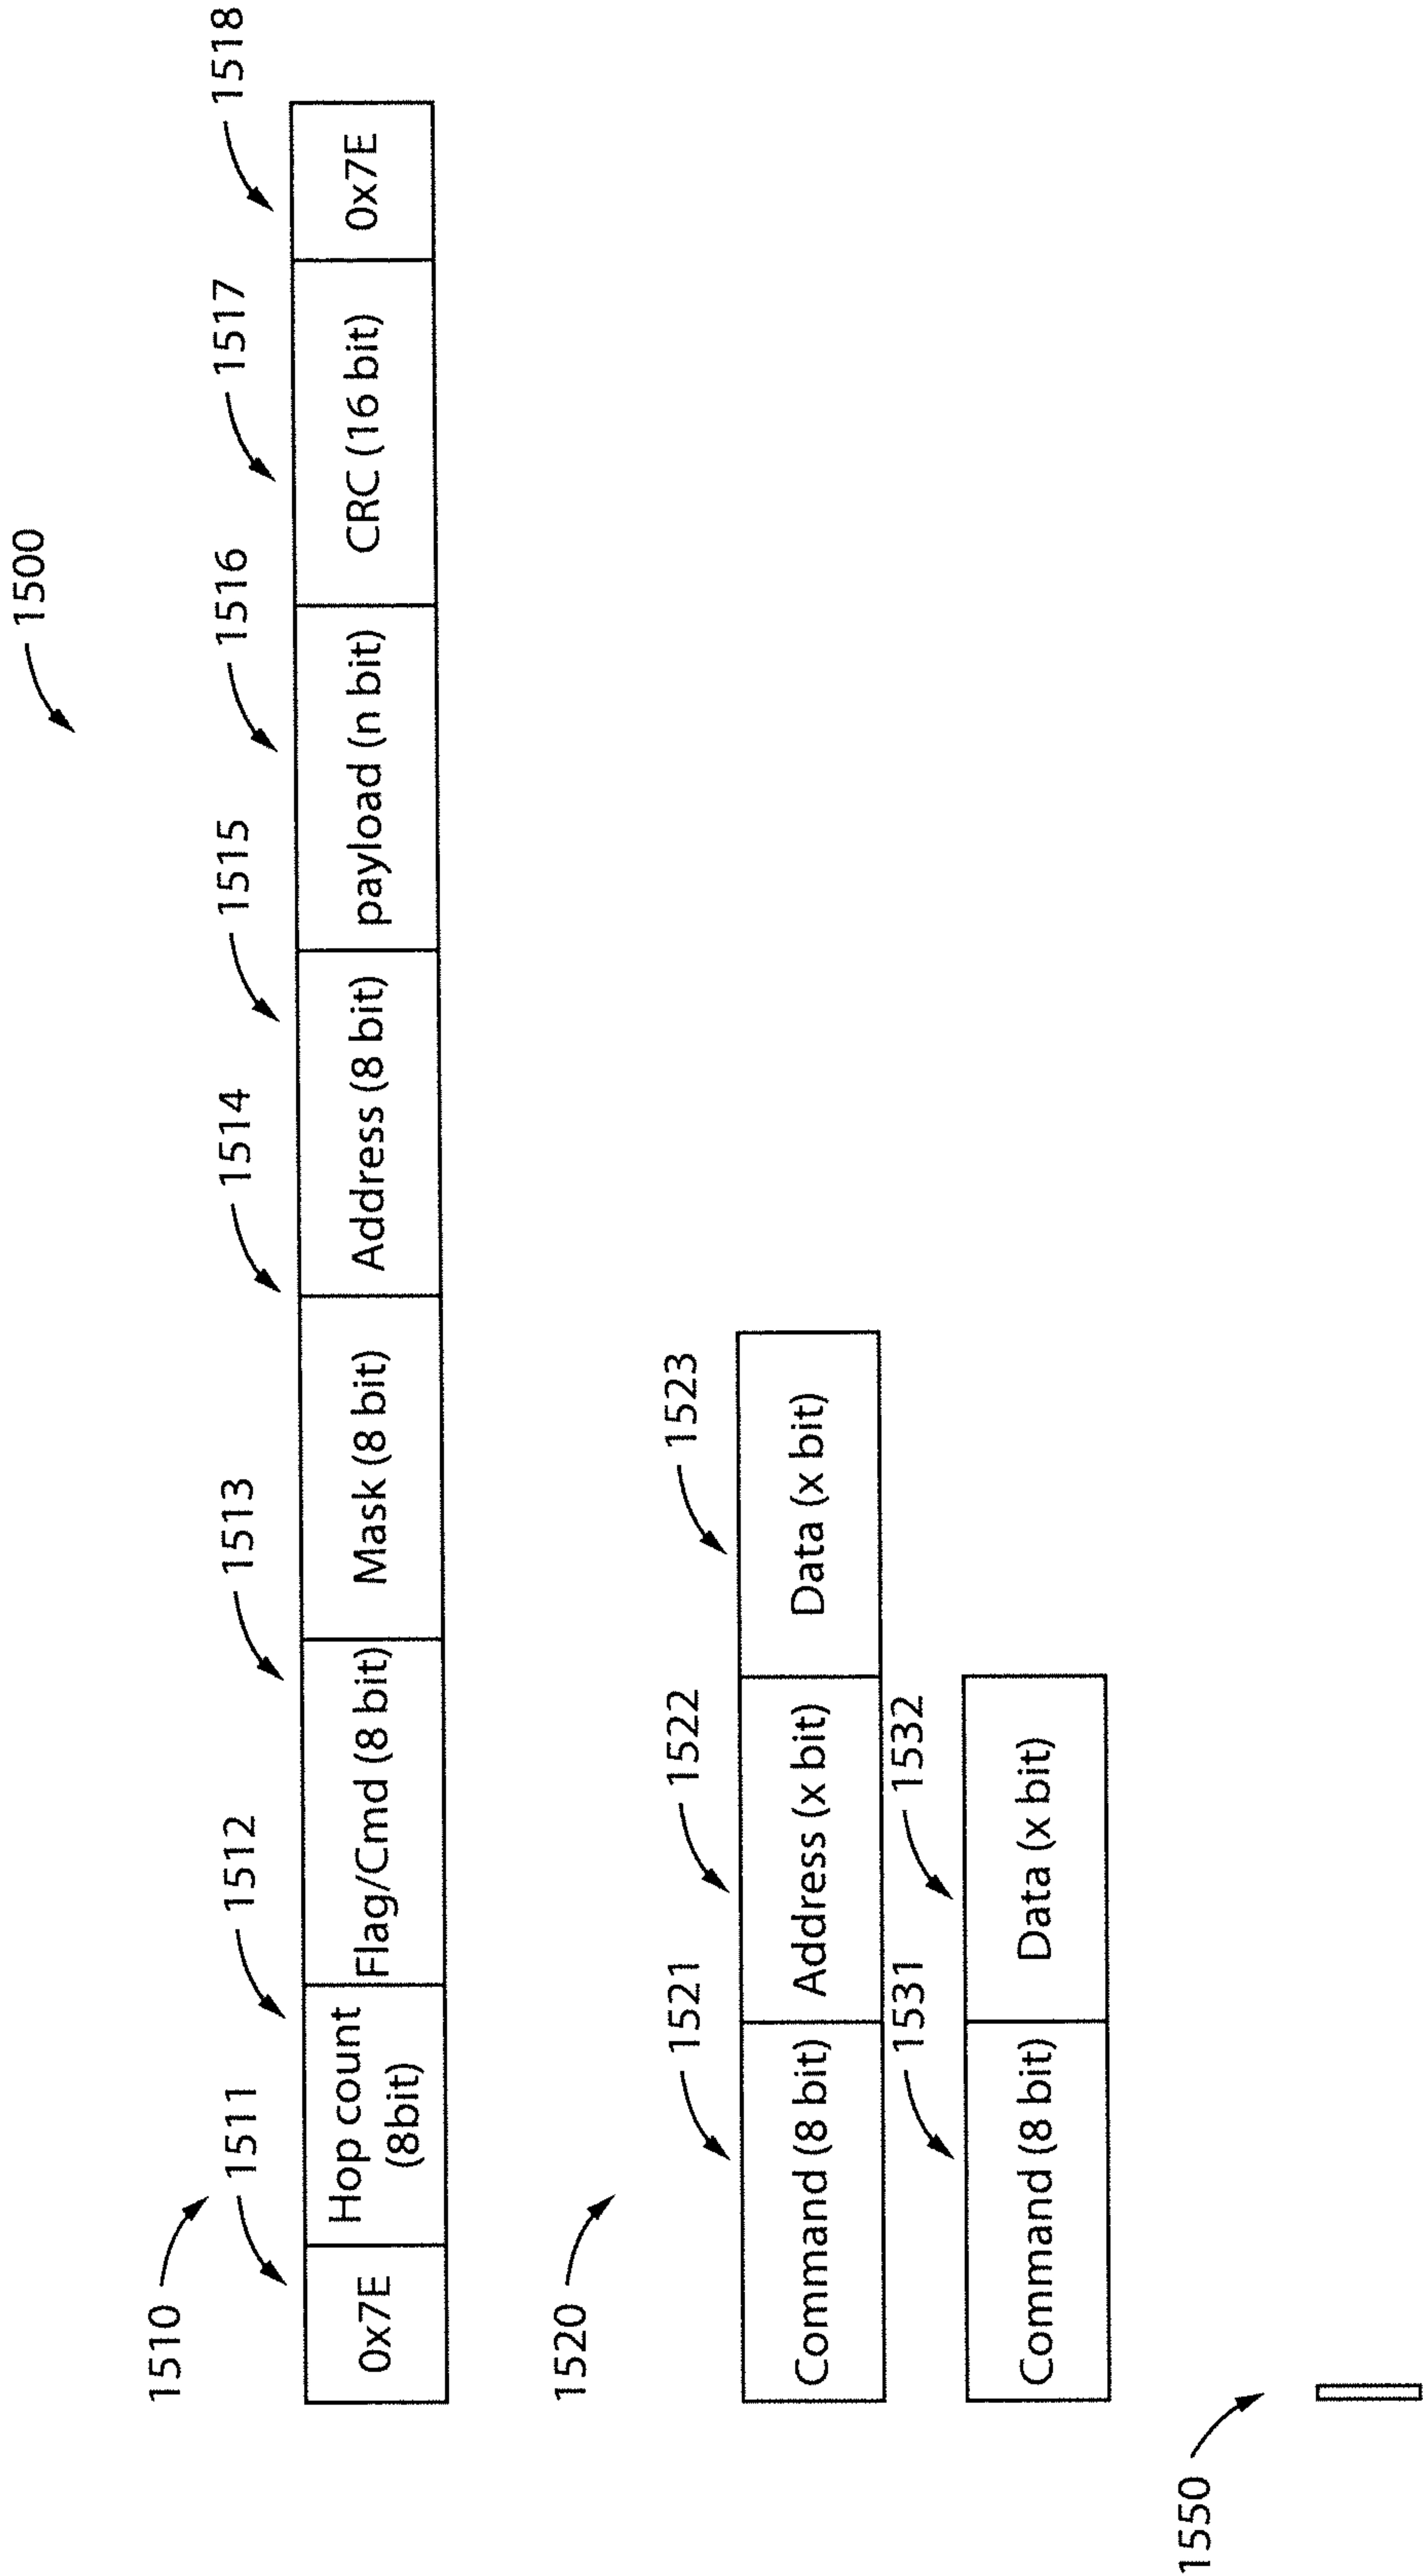 1500
1510
1511
1512
1513
1514
1515
1516
1517
1518
0x7E
Hop count
(8bit)
Flag/Cmd (8 bit)
Mask (8 bit)
Address (8 bit)
payload (n bit)
CRC (16 bit)
0x7E
1520
1521
1522
1523
Command (8 bit)
Address (x bit)
Data (x bit)
1531
1532
Command (8 bit)
Data (x bit)
1550